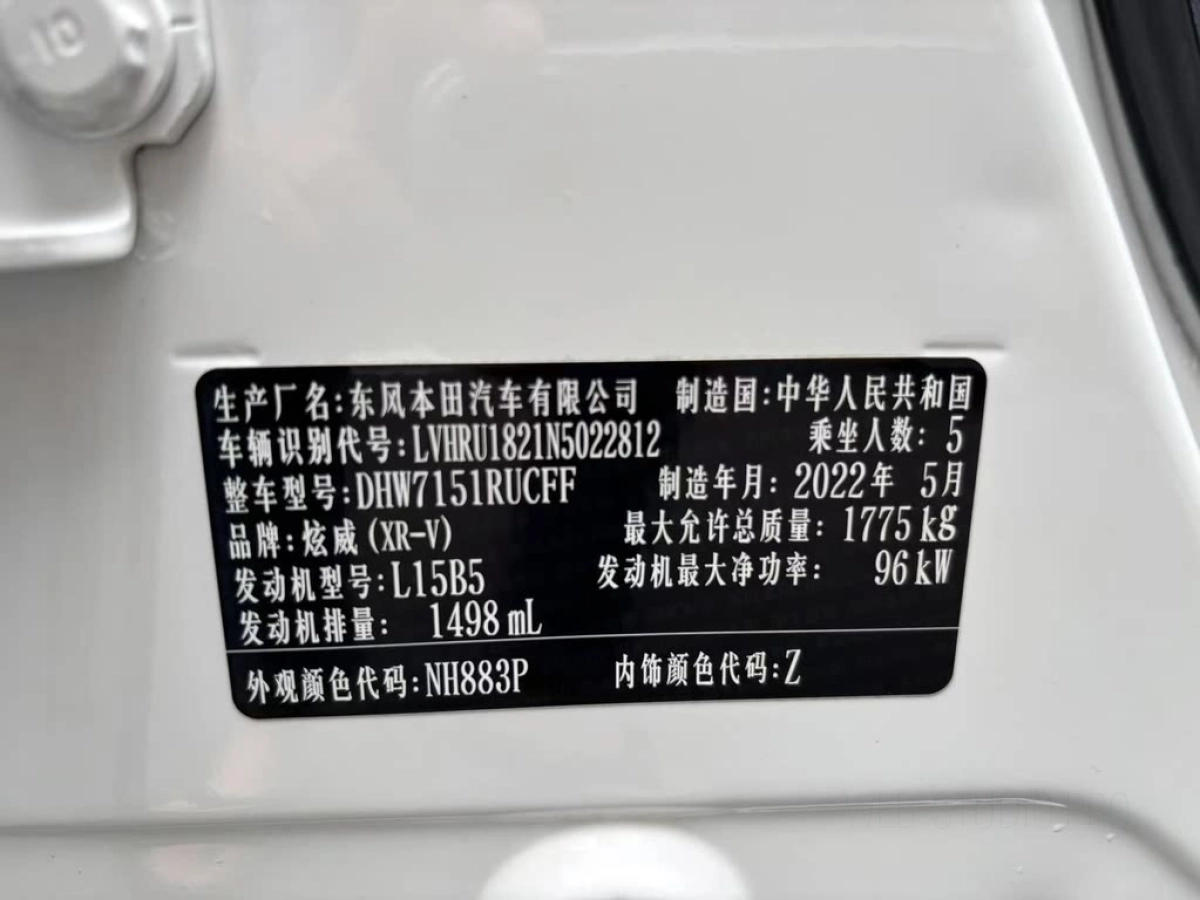 10
生产厂名:东风本田汽车有限公司 制造国:中华人民共和国
车辆识别代号:LVHRU1821N5022812 乘坐人数: 5
整车型号:DHW7151RUCFF 制造年月: 2022年 5月
品牌:炫威(XR-V) 最大允许总质量: 1775kg
发动机型号:L15B5 发动机最大净功率: 96kW
发动机排量: 1498mL
外观颜色代码:NH883P 内饰颜色代码:Z